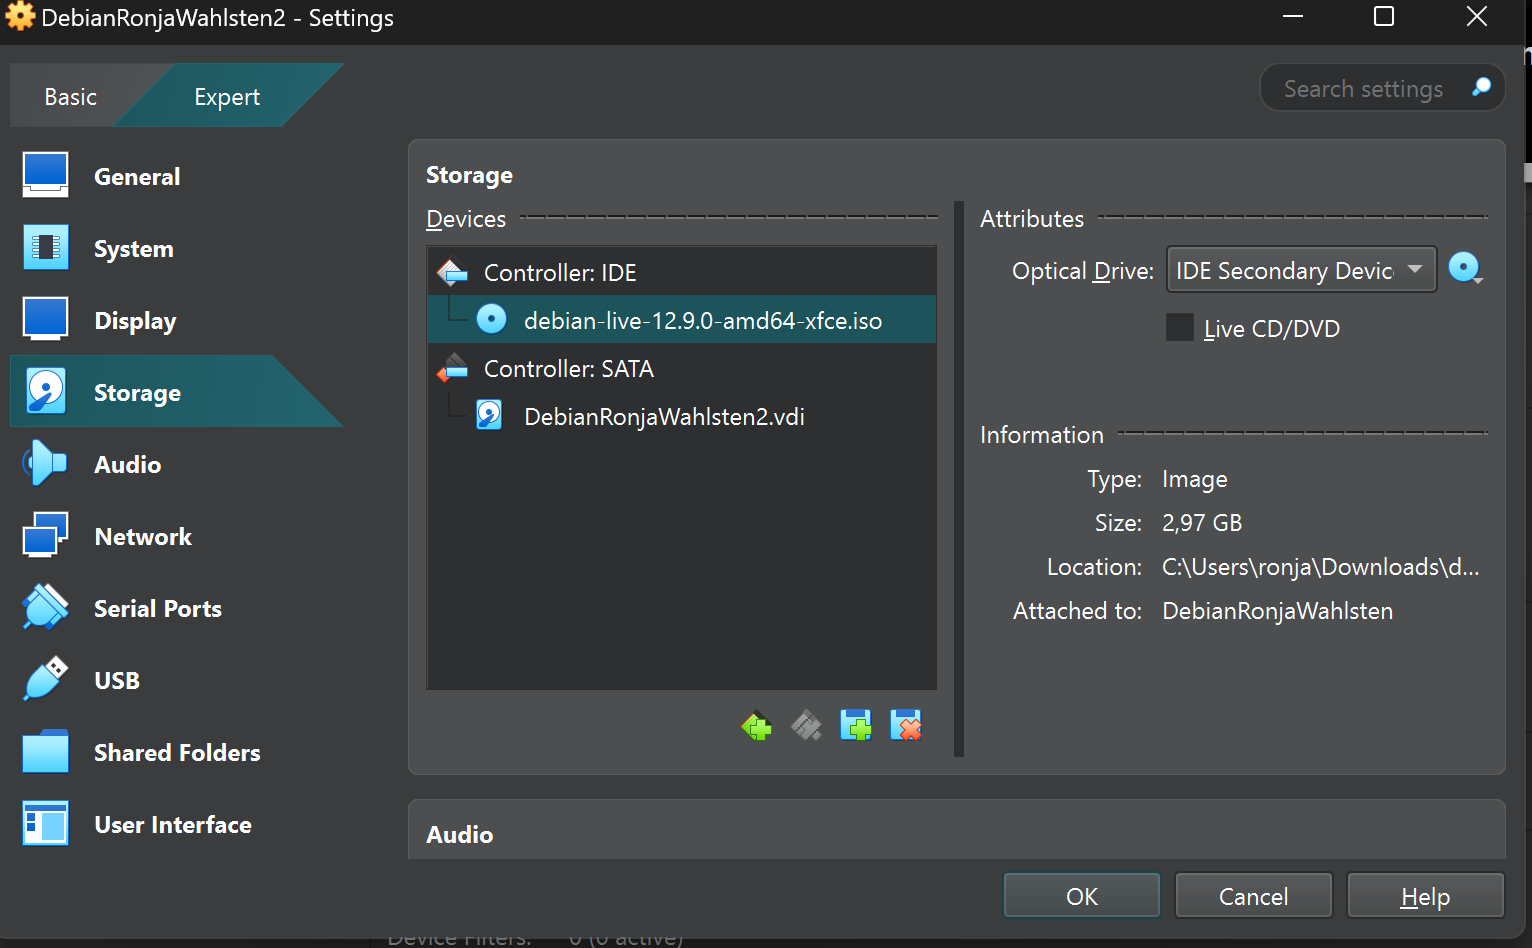 DebianRonjaWahlsten2 - Settings
Basic
Expert
Search settings
General
System
Display
Storage
Audio
Network
Serial Ports
USB
Shared Folders
User Interface
Storage
Devices
Controller: IDE
debian-live-12.9.0-amd64-xfce.iso
Controller: SATA
DebianRonjaWahlsten2.vdi
Attributes
Optical Drive: IDE Secondary Devic
Live CD/DVD
Information
Type: Image
Size: 2,97 GB
Location: C:\Users\ronja\Downloads\d...
Attached to: DebianRonjaWahlsten
Audio
OK
Cancel
Help
Device Filters: 0 (0 active)